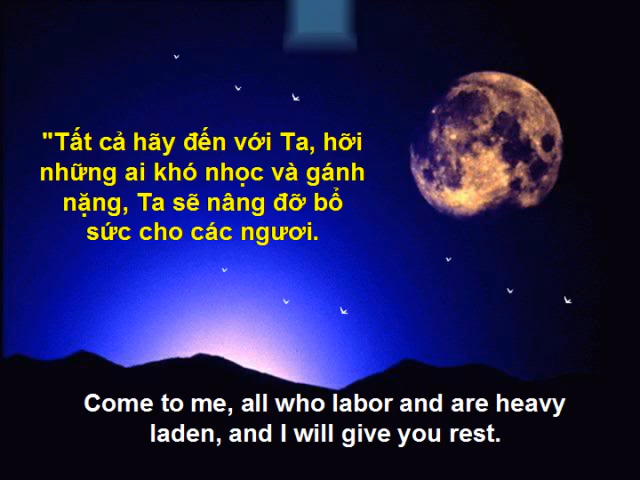 "Tất cả hãy đến với Ta, hỡi
những ai khó nhọc và gánh
nặng, Ta sẽ nâng đỡ bổ
sức cho các ngươi.
Come to me, all who labor and are heavy
laden, and I will give you rest.